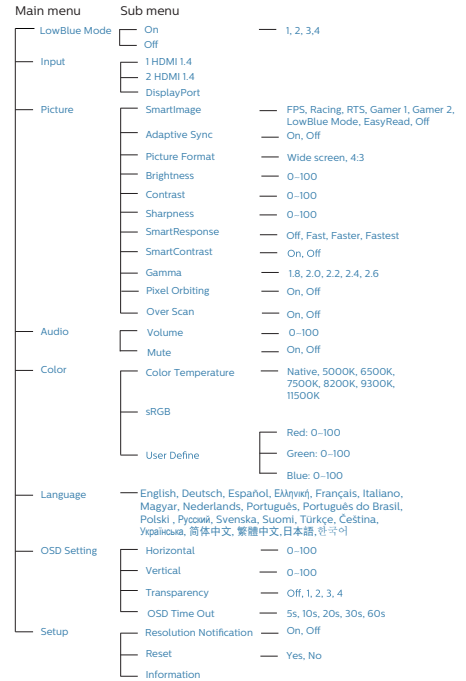 Main menu Sub menu
LowBlue Mode On 1, 2, 3,4
Off
Input 1 HDMI 1.4
2 HDMI 1.4
DisplayPort
Picture SmartImage FPS, Racing, RTS, Gamer 1, Gamer 2,
LowBlue Mode, EasyRead, Off
Adaptive Sync On, Off
Picture Format Wide screen, 4:3
Brightness 0–100
Contrast 0–100
Sharpness 0–100
SmartResponse Off, Fast, Faster, Fastest
SmartContrast On, Off
Gamma 1.8, 2.0, 2.2, 2.4, 2.6
Pixel Orbiting On, Off
Over Scan On, Off
Audio Volume 0–100
Mute On, Off
Color Color Temperature Native, 5000K, 6500K,
7500K, 8200K, 9300K,
11500K
sRGB
Red: 0–100
User Define Green: 0–100
Blue: 0–100
Language English, Deutsch, Español, Ελληνική, Français, Italiano,
Magyar, Nederlands, Português, Português do Brasil,
Polski , Русский, Svenska, Suomi, Türkçe, Čeština,
Українська, 简体中文, 繁體中文,日本語,한국어
OSD Setting Horizontal 0–100
Vertical 0–100
Transparency Off, 1, 2, 3, 4
OSD Time Out 5s, 10s, 20s, 30s, 60s
Setup Resolution Notification On, Off
Reset Yes, No
Information